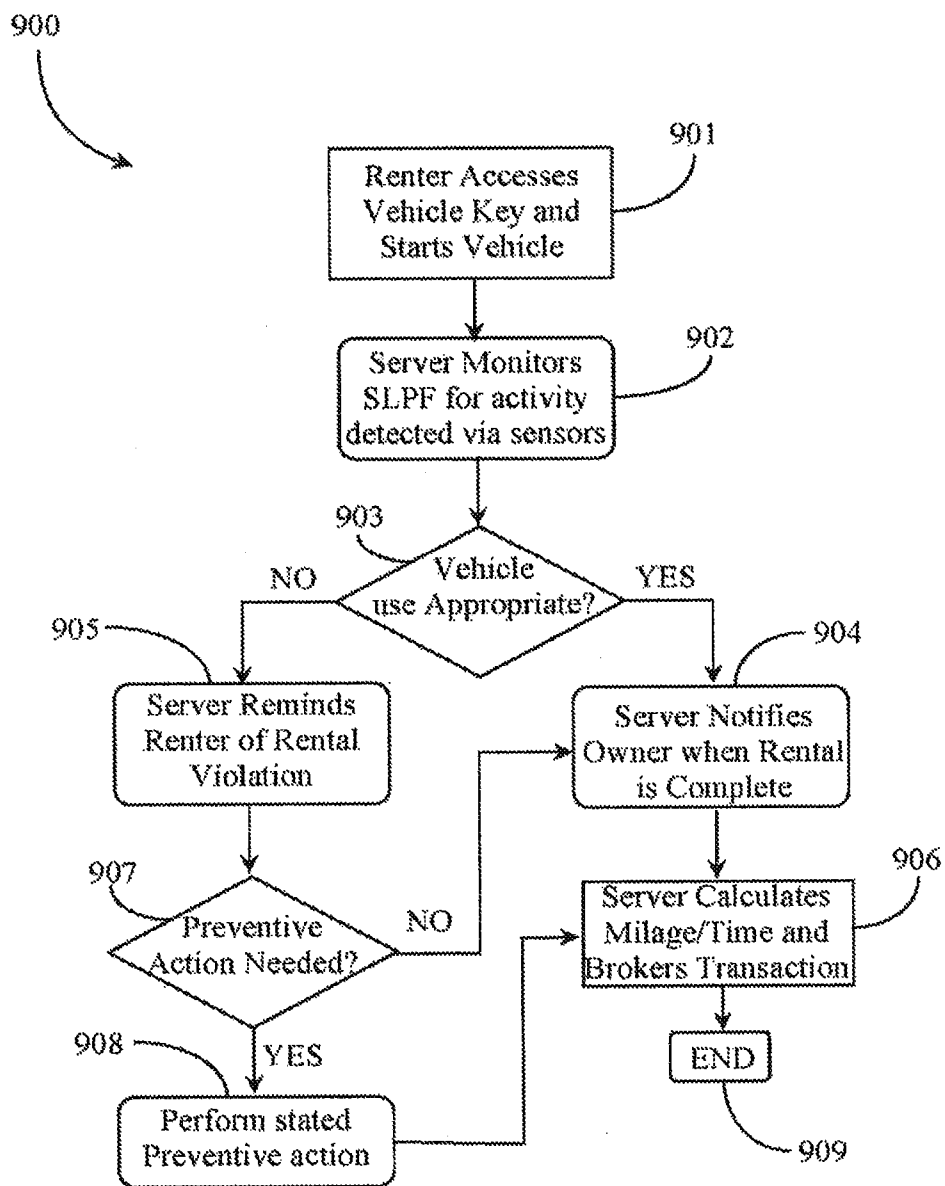 900
901
Renter Accesses
Vehicle Key and
Starts Vehicle
902
Server Monitors
SLPF for activity
detected via sensors
903
Vehicle
use Appropriate?
NO
YES
905
904
Server Reminds
Renter of Rental
Violation
Server Notifies
Owner when Rental
is Complete
907
906
Preventive
Action Needed?
NO
Server Calculates
Milage/Time and
Brokers Transaction
908
YES
END
Perform stated
Preventive action
909